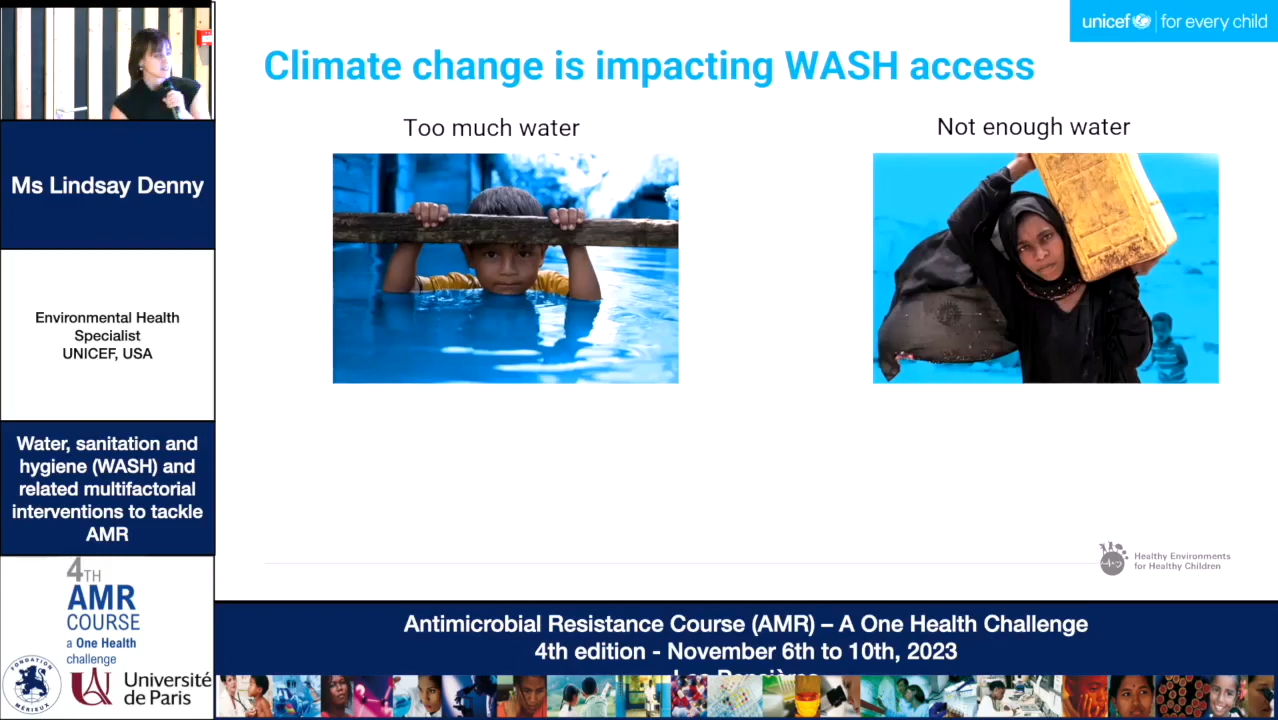 unicef for every child
Climate change is impacting WASH access
Too much water
Not enough water
Ms Lindsay Denny
Environmental Health
Specialist
UNICEF, USA
Water, sanitation and
hygiene (WASH) and
related multifactorial
interventions to tackle
AMR
4TH
AMR
COURSE
a One Health
challenge
FONDATION
MÉRIEUX
Université
de Paris
Healthy Environments
for Healthy Children
Antimicrobial Resistance Course (AMR) – A One Health Challenge
4th edition - November 6th to 10th, 2023